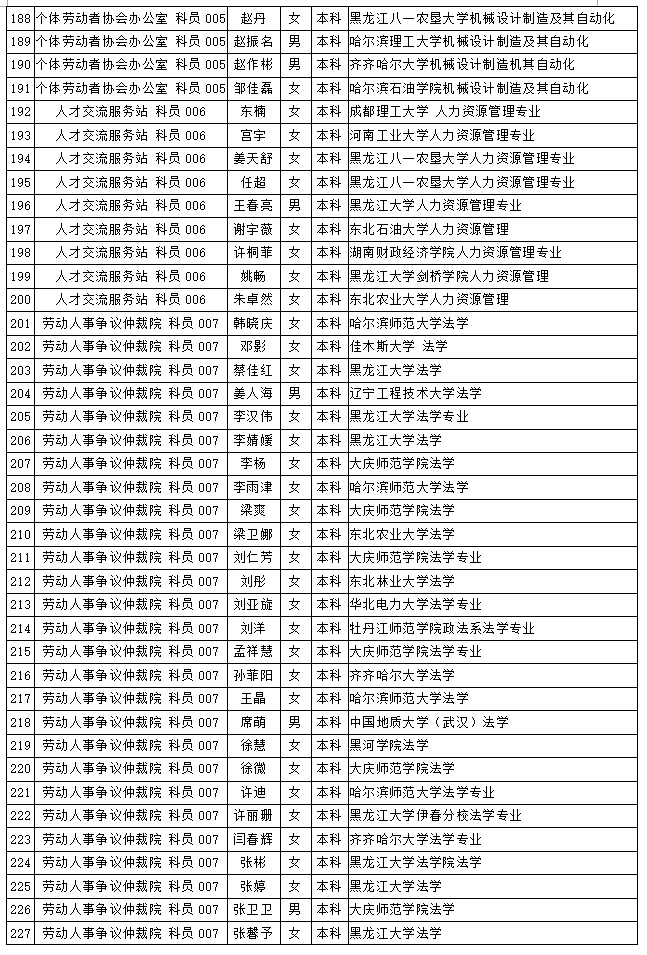 188 个体劳动者协会办公室 科员 005 赵丹 女 本科 黑龙江八一农垦大学机械设计制造及其自动化
189 个体劳动者协会办公室 科员 005 赵振名 男 本科 哈尔滨理工大学机械设计制造及其自动化
190 个体劳动者协会办公室 科员 005 赵作彬 男 本科 齐齐哈尔大学机械设计制造机其自动化
191 个体劳动者协会办公室 科员 005 邹佳磊 女 本科 哈尔滨石油学院机械设计制造及其自动化
192 人才交流服务站 科员 006 东楠 女 本科 成都理工大学 人力资源管理专业
193 人才交流服务站 科员 006 宫宇 女 本科 河南工业大学人力资源管理专业
194 人才交流服务站 科员 006 姜天舒 女 本科 黑龙江八一农垦大学人力资源管理专业
195 人才交流服务站 科员 006 任超 女 本科 黑龙江八一农垦大学人力资源管理专业
196 人才交流服务站 科员 006 王春亮 男 本科 黑龙江大学人力资源管理专业
197 人才交流服务站 科员 006 谢宇薇 女 本科 东北石油大学人力资源管理
198 人才交流服务站 科员 006 许桐菲 女 本科 湖南财政经济学院人力资源管理专业
199 人才交流服务站 科员 006 姚畅 女 本科 黑龙江大学剑桥学院人力资源管理
200 人才交流服务站 科员 006 朱卓然 女 本科 东北农业大学人力资源管理
201 劳动人事争议仲裁院 科员 007 韩晓庆 女 本科 哈尔滨师范大学法学
202 劳动人事争议仲裁院 科员 007 邓影 女 本科 佳木斯大学 法学
203 劳动人事争议仲裁院 科员 007 蔡佳红 女 本科 黑龙江大学法学
204 劳动人事争议仲裁院 科员 007 姜人海 男 本科 辽宁工程技术大学法学
205 劳动人事争议仲裁院 科员 007 李汉伟 女 本科 黑龙江大学法学专业
206 劳动人事争议仲裁院 科员 007 李婧媛 女 本科 黑龙江大学法学
207 劳动人事争议仲裁院 科员 007 李杨 女 本科 大庆师范学院法学
208 劳动人事争议仲裁院 科员 007 李雨津 女 本科 哈尔滨师范大学法学
209 劳动人事争议仲裁院 科员 007 梁爽 女 本科 大庆师范学院法学
210 劳动人事争议仲裁院 科员 007 梁卫娜 女 本科 东北农业大学法学
211 劳动人事争议仲裁院 科员 007 刘仁芳 女 本科 大庆师范学院法学专业
212 劳动人事争议仲裁院 科员 007 刘彤 女 本科 东北林业大学法学
213 劳动人事争议仲裁院 科员 007 刘亚旋 女 本科 华北电力大学法学专业
214 劳动人事争议仲裁院 科员 007 刘洋 女 本科 牡丹江师范学院政法系法学专业
215 劳动人事争议仲裁院 科员 007 孟祥慧 女 本科 大庆师范学院法学专业
216 劳动人事争议仲裁院 科员 007 孙菲阳 女 本科 齐齐哈尔大学法学
217 劳动人事争议仲裁院 科员 007 王晶 女 本科 哈尔滨师范大学法学
218 劳动人事争议仲裁院 科员 007 席萌 男 本科 中国地质大学（武汉）法学
219 劳动人事争议仲裁院 科员 007 徐慧 女 本科 黑河学院法学
220 劳动人事争议仲裁院 科员 007 徐微 女 本科 大庆师范学院法学
221 劳动人事争议仲裁院 科员 007 许迪 女 本科 哈尔滨师范大学法学专业
222 劳动人事争议仲裁院 科员 007 许丽珊 女 本科 黑龙江大学伊春分校法学专业
223 劳动人事争议仲裁院 科员 007 闫春辉 女 本科 齐齐哈尔大学法学专业
224 劳动人事争议仲裁院 科员 007 张彬 女 本科 黑龙江大学法学院法学
225 劳动人事争议仲裁院 科员 007 张婷 女 本科 黑龙江大学法学
226 劳动人事争议仲裁院 科员 007 张卫卫 男 本科 大庆师范学院法学
227 劳动人事争议仲裁院 科员 007 张馨予 女 本科 黑龙江大学法学